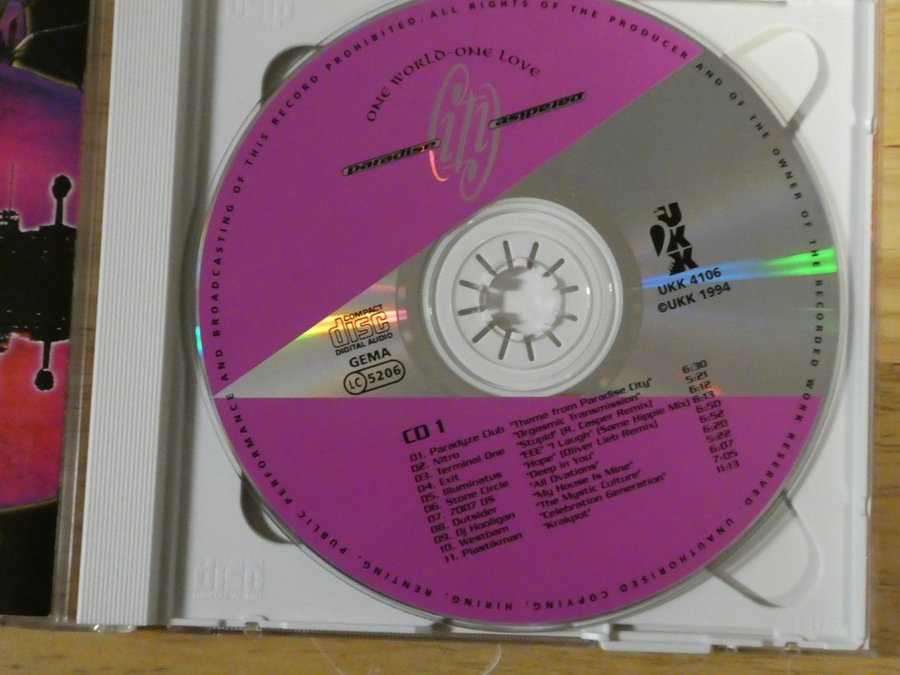 ALL RIGHTS OF THE PRODUCER AND OF THE OWNER OF THE RECORDED WORK RESERVED. UNAUTHORISED COPYING, HIRING, RENTING, PUBLIC PERFORMANCE AND BROADCASTING OF THIS RECORD PROHIBITED.
ONE WORLD-ONE LOVE
paradise
UKK
UKK 4106
©UKK 1994
COMPACT
disc
DIGITAL AUDIO
GEMA
LC 5206
CD 1
01. Paradyze Club "Theme from Paradise City" 6:30
02. Nitro "Orgasmic Transmission" 5:21
03. Terminal One "Stupid" (R. Casper Remix) 6:12
04. Exit "EEE" "I Laugh" (Same Hippie Mix) 6:13
05. Illuminatus "Hope" (Oliver Lieb Remix) 6:50
06. Stone Circle "Deep in You" 6:52
07. 7007 OS "All Ovations" 6:20
08. Outsider "My House Is Mine" 5:22
09. Dj Hooligan "The Mystic Culture" 6:07
10. Westbam "Celebration Generation" 7:05
11. Plastikman "Krakpot" 11:13
disc